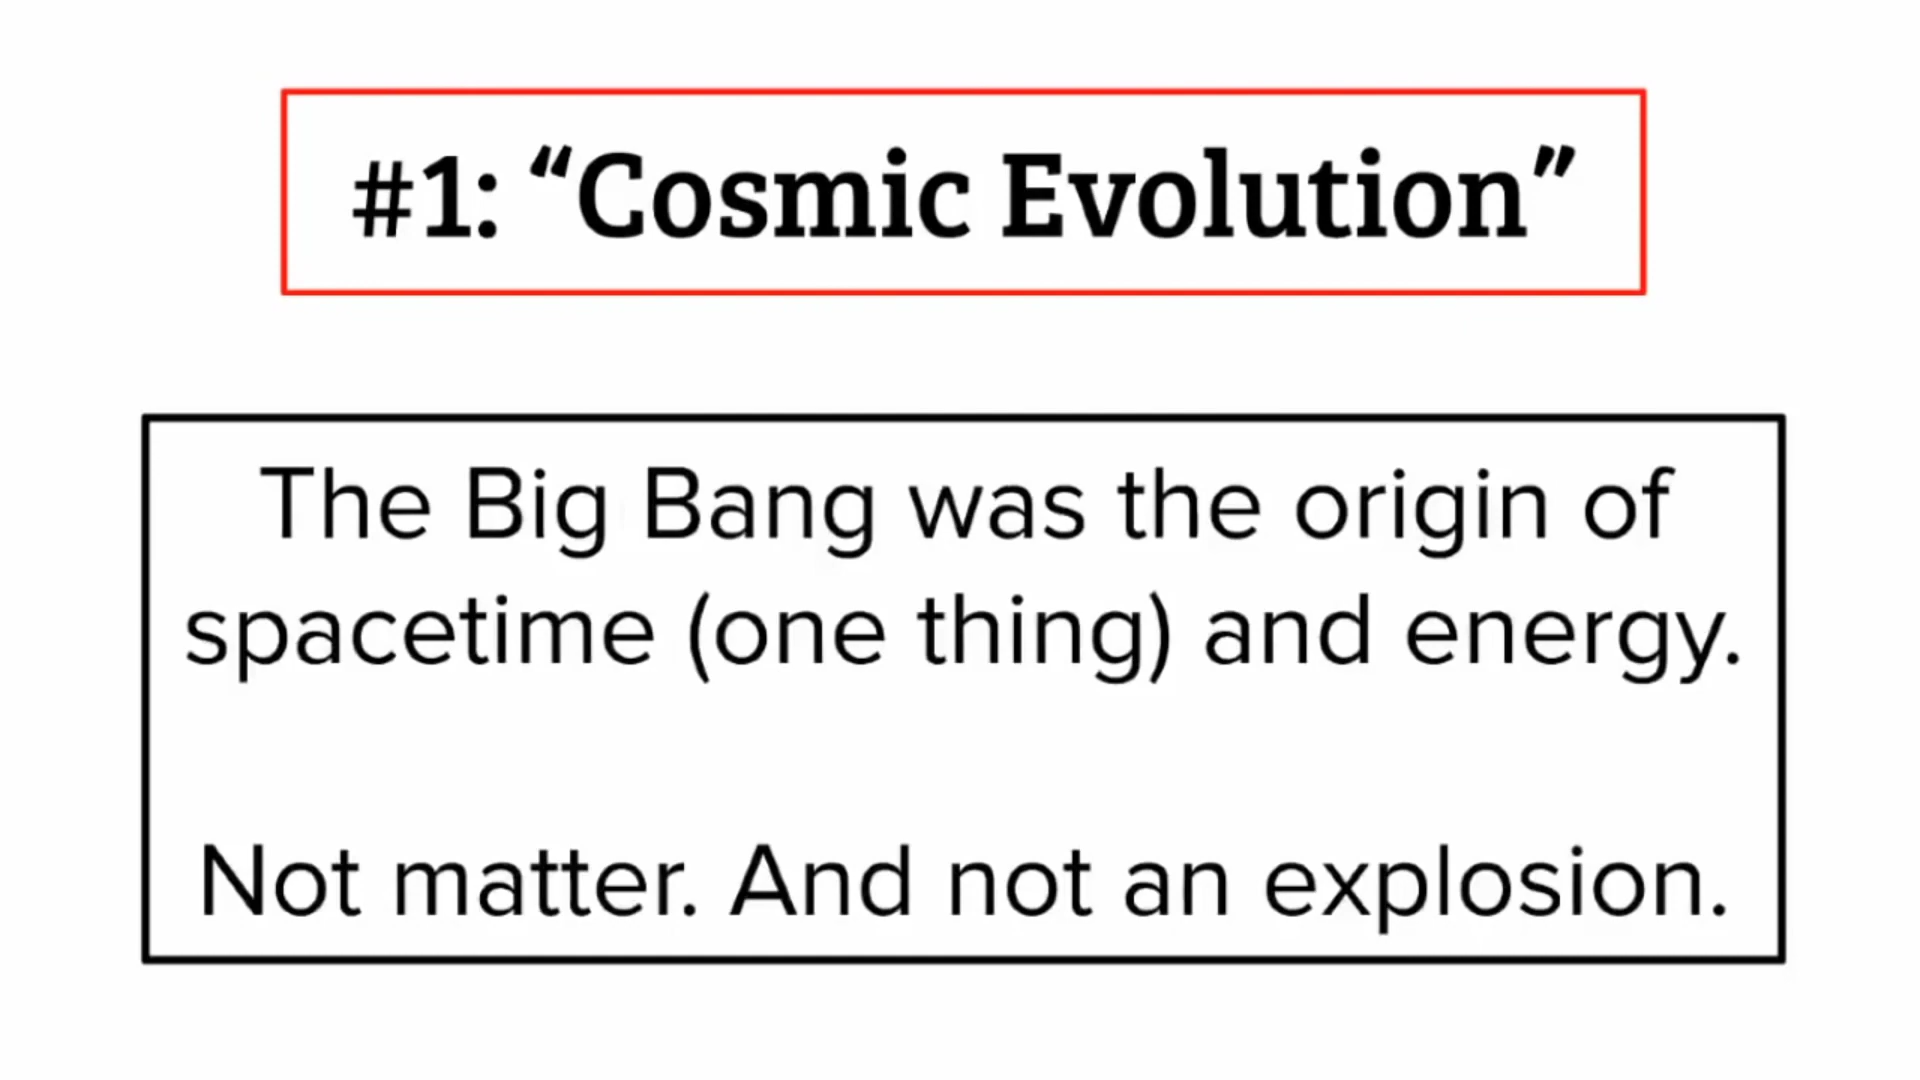 #1: “Cosmic Evolution”
The Big Bang was the origin of
spacetime (one thing) and energy.
Not matter. And not an explosion.